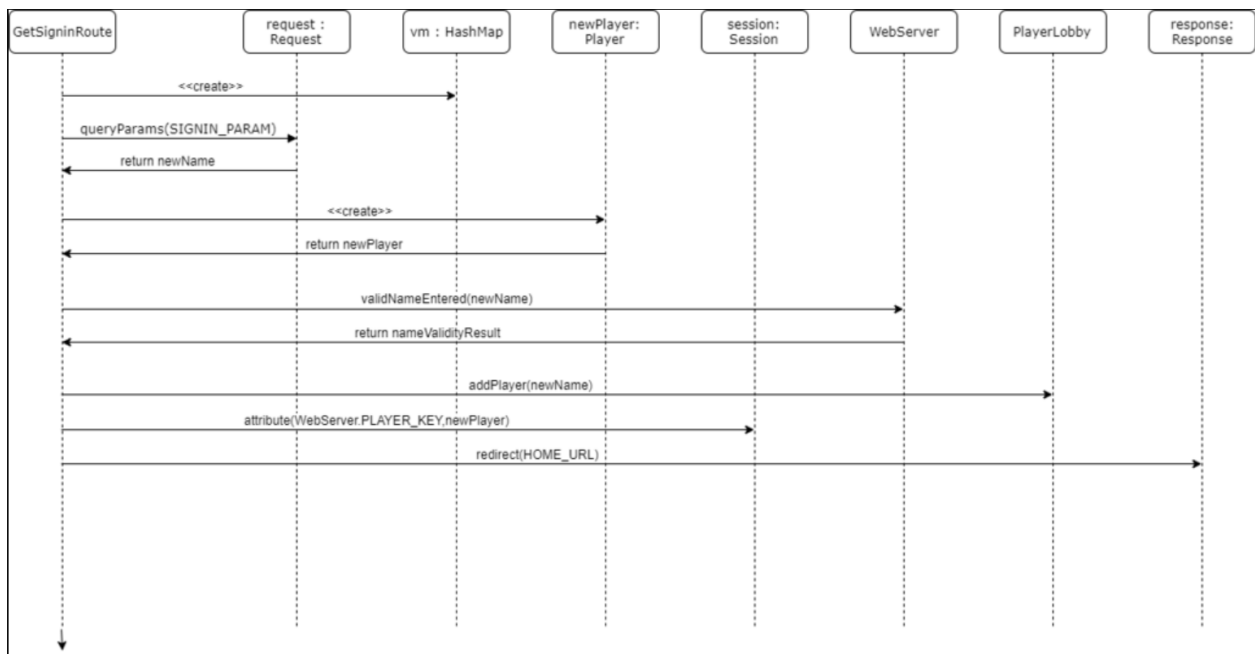 GetSigninRoute
request :
Request
vm : HashMap
newPlayer:
Player
session:
Session
WebServer
PlayerLobby
response:
Response
<<create>>
queryParams(SIGNIN_PARAM)
return newName
<<create>>
return newPlayer
validNameEntered(newName)
return nameValidityResult
addPlayer(newName)
attribute(WebServer.PLAYER_KEY,newPlayer)
redirect(HOME_URL)